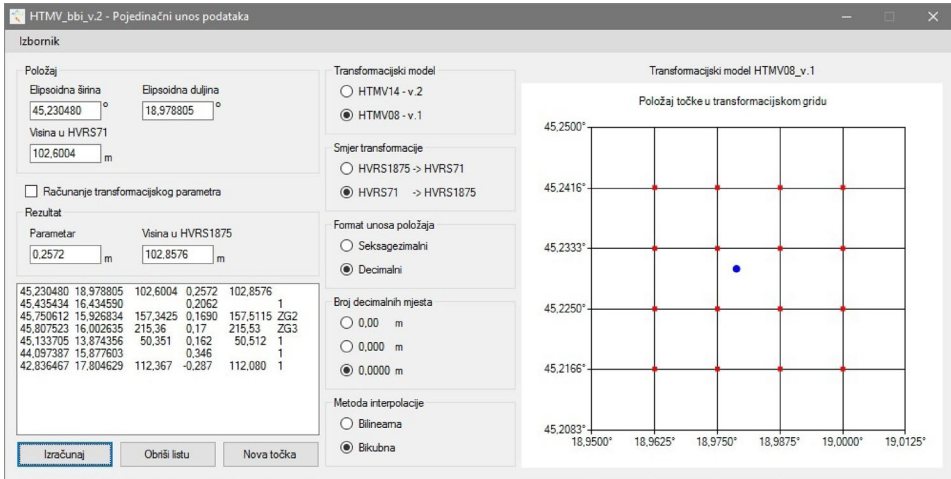 HTMV_bbi_v.2 - Pojedinačni unos podataka
Izbornik
Položaj
Elipsoidna širina
Elipsoidna duljina
45,230480 °
18,978805 °
Visina u HVRS71
102,6004 m
Računanje transformacijskog parametra
Rezultat
Parametar
Visina u HVRS1875
0,2572 m
102,8576 m
45,230480 18,978805 102,6004 0,2572 102,8576
45,435434 16,434590 0,2062 1
45,750612 15,926834 157,3425 0,1690 157,5115 ZG2
45,807523 16,002635 215,36 0,17 215,53 ZG3
45,133705 13,874356 50,351 0,162 50,512 1
44,097387 15,877603 0,346 1
42,836467 17,804629 112,367 -0,287 112,080 1
Izračunaj
Obriši listu
Nova točka
Transformacijski model
HTMV14 - v.2
HTMV08 - v.1
Smjer transformacije
HVRS1875 -> HVRS71
HVRS71 -> HVRS1875
Format unosa položaja
Seksagezimalni
Decimalni
Broj decimalnih mjesta
0,00 m
0,000 m
0,0000 m
Metoda interpolacije
Bilinearna
Bikubna
Transformacijski model HTMV08_v.1
Položaj točke u transformacijskom gridu
45,2500°
45,2416°
45,2333°
45,2250°
45,2166°
45,2083°
18,9500° 18,9625° 18,9750° 18,9875° 19,0000° 19,0125°